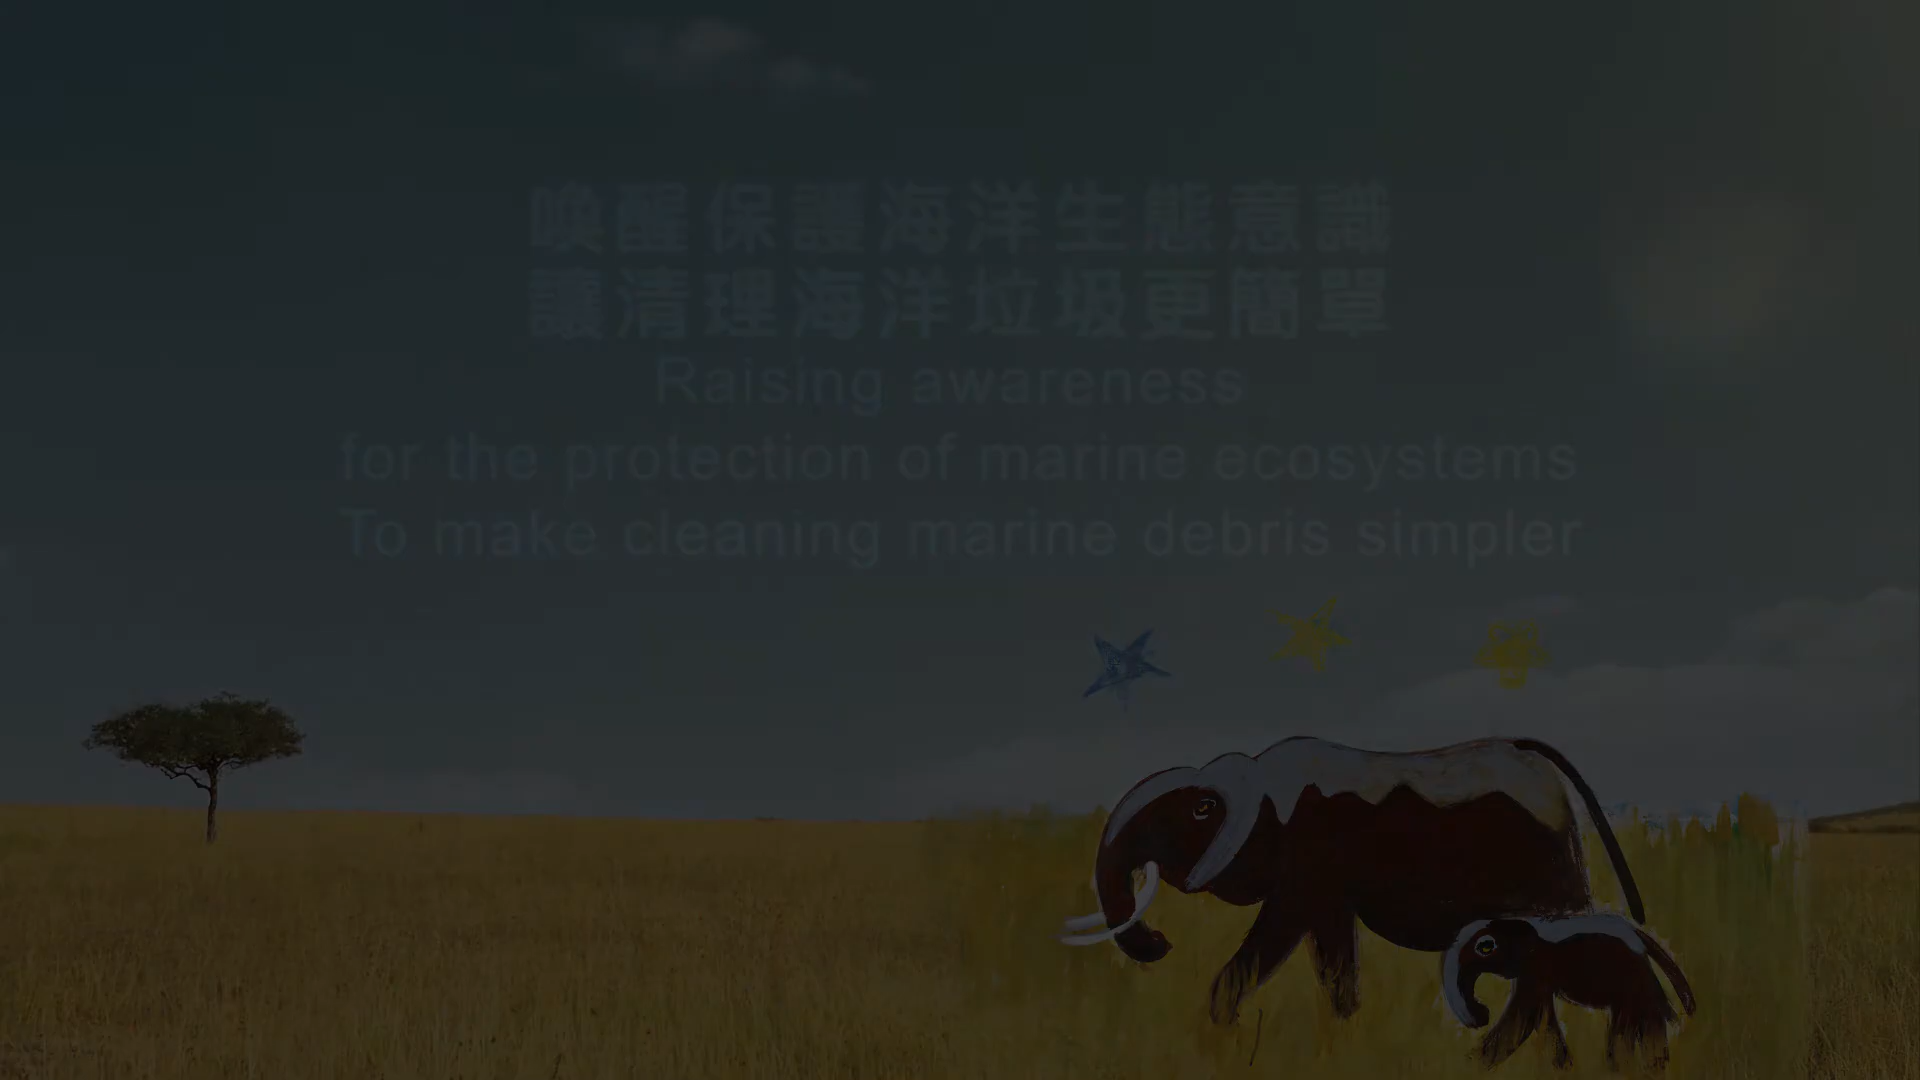 喚醒保護海洋生態意識
讓清理海洋垃圾更簡單
Raising awareness
for the protection of marine ecosystems
To make cleaning marine debris simpler